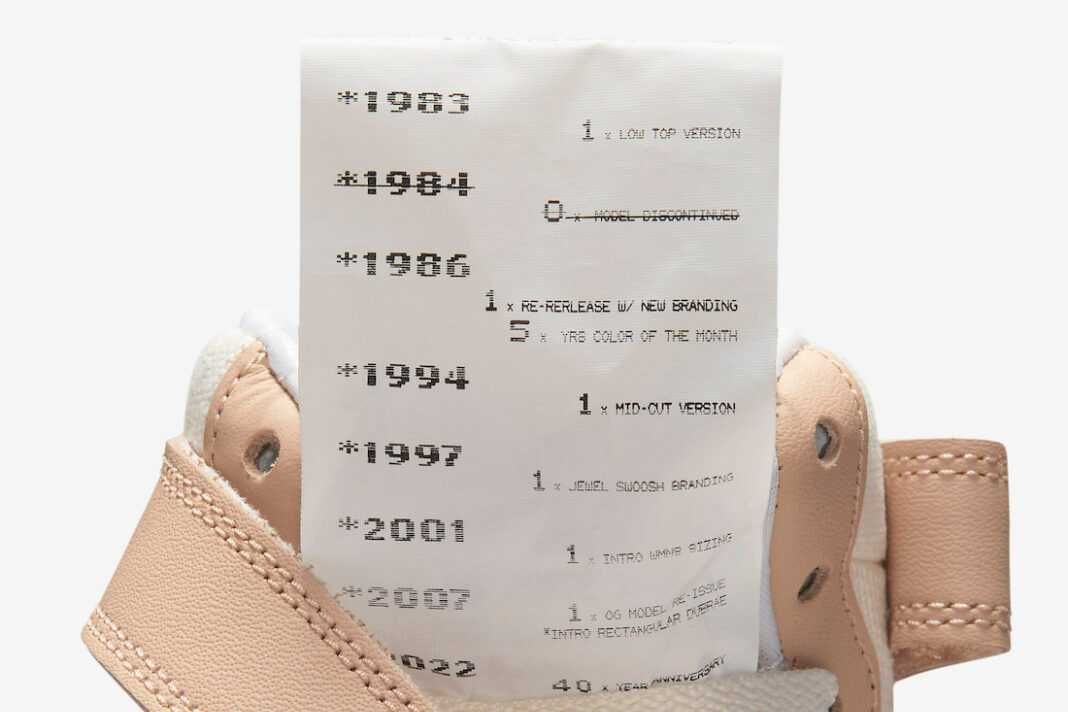 *1983
1 x LOW TOP VERSION
*1984
0 x MODEL DISCONTINUED
*1986
1 x RE-RERLEASE W/ NEW BRANDING
5 x YRS COLOR OF THE MONTH
*1994
1 x MID-CUT VERSION
*1997
1 x JEWEL SWOOSH BRANDING
*2001
1 x INTRO WMNS SIZING
*2007
1 x OG MODEL RE-ISSUE
*INTRO RECTANGULAR DUBRAE
2022
40 x YEAR ANNIVERSARY